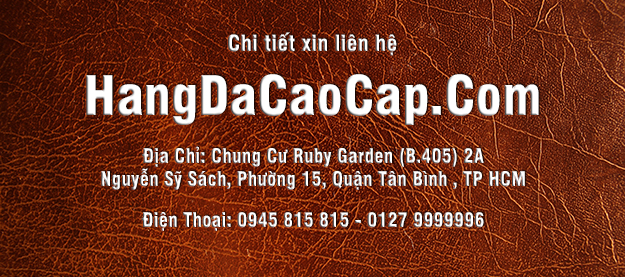 Chi tiết xin liên hệ
HangDaCaoCap.Com
Địa Chỉ: Chung Cư Ruby Garden (B.405) 2A
Nguyễn Sỹ Sách, Phường 15, Quận Tân Bình , TP HCM
Điện Thoại: 0945 815 815 - 0127 9999996